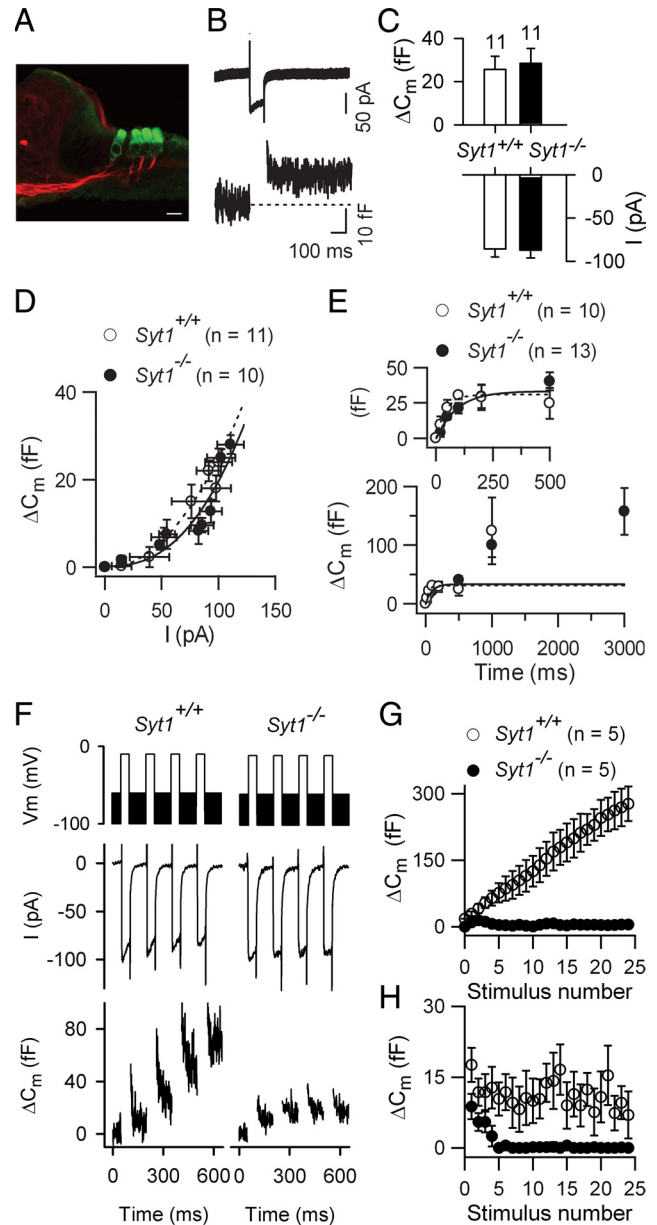 A
B
50 pA
10 fF
100 ms
C
ΔCm (fF)
40
20
0
11
11
Syt1+/+ Syt1-/-
0
-50
-100
I (pA)
D
Syt1+/+ (n = 11)
Syt1-/- (n = 10)
ΔCm (fF)
40
20
0
0 50 100 150
I (pA)
E
Syt1+/+ (n = 10)
Syt1-/- (n = 13)
(fF)
50
25
0
0 250 500
ΔCm (fF)
200
150
100
50
0
0 1000 2000 3000
Time (ms)
F
Syt1+/+ Syt1-/-
Vm (mV)
0
-100
I (pA)
0
-50
-100
ΔCm (fF)
80
40
0
0 300 600 0 300 600
Time (ms) Time (ms)
G
Syt1+/+ (n = 5)
Syt1-/- (n = 5)
ΔCm (fF)
300
150
0
0 5 10 15 20 25
Stimulus number
H
ΔCm (fF)
30
15
0
0 5 10 15 20 25
Stimulus number